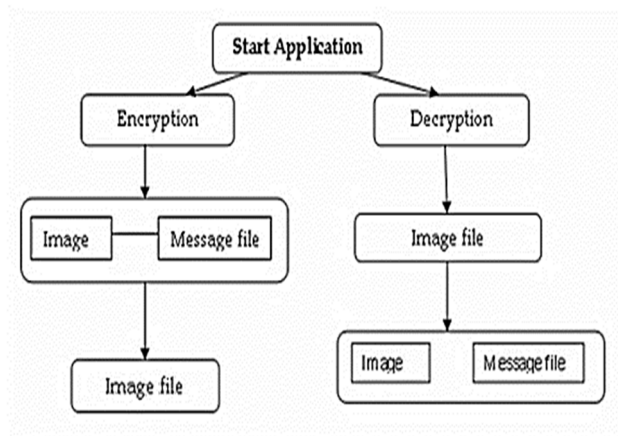 Start Application
Encryption
Decryption
Image
Message file
Image file
Image file
Image
Message file